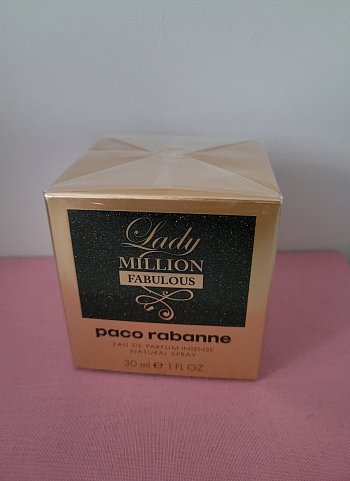 Lady
MILLION
FABULOUS
paco rabanne
EAU DE PARFUM INTENSE
NATURAL SPRAY
30 ml ℮ 1 FL OZ